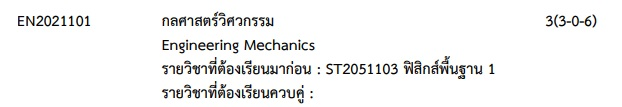 EN2021101 กลศาสตร์วิศวกรรม 3(3-0-6)
Engineering Mechanics
รายวิชาที่ต้องเรียนมาก่อน : ST2051103 ฟิสิกส์พื้นฐาน 1
รายวิชาที่ต้องเรียนควบคู่ :